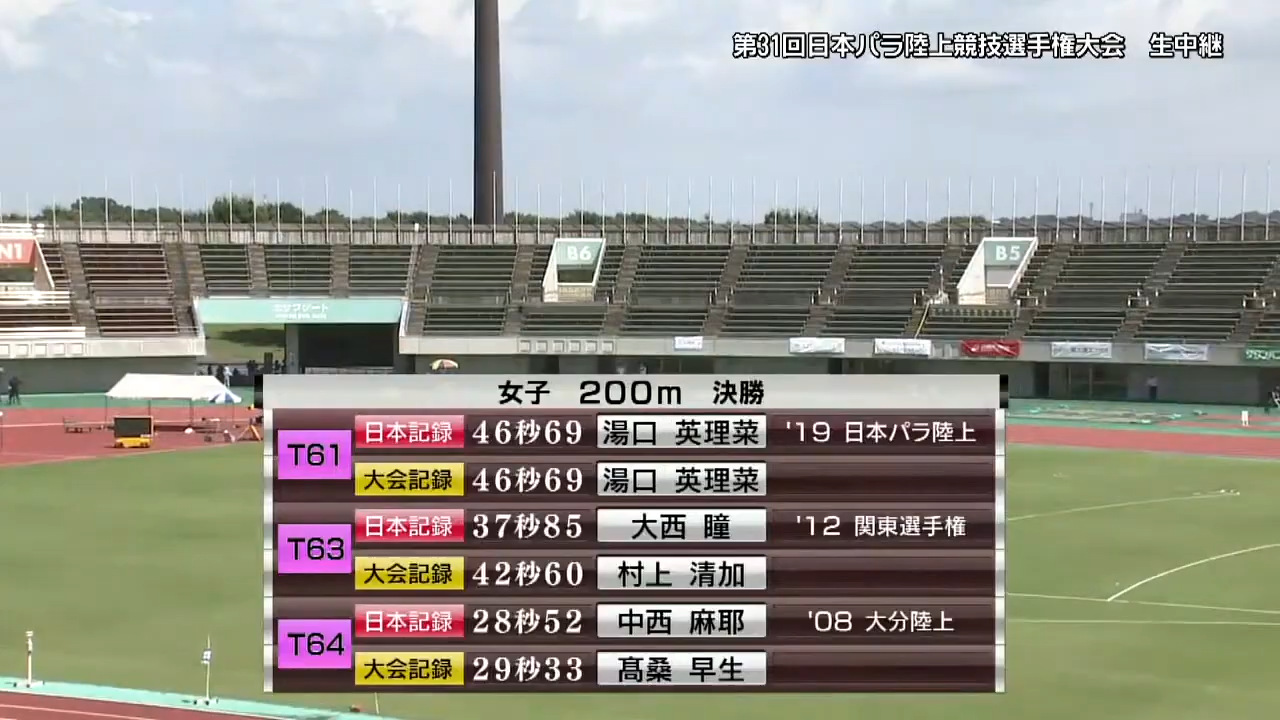 第31回日本パラ陸上競技選手権大会　生中継
N1
B6
B5
女子　200m　決勝
T61
日本記録 46秒69 湯口 英理菜 '19 日本パラ陸上
大会記録 46秒69 湯口 英理菜
T63
日本記録 37秒85 大西 瞳 '12 関東選手権
大会記録 42秒60 村上 清加
T64
日本記録 28秒52 中西 麻耶 '08 大分陸上
大会記録 29秒33 髙桑 早生